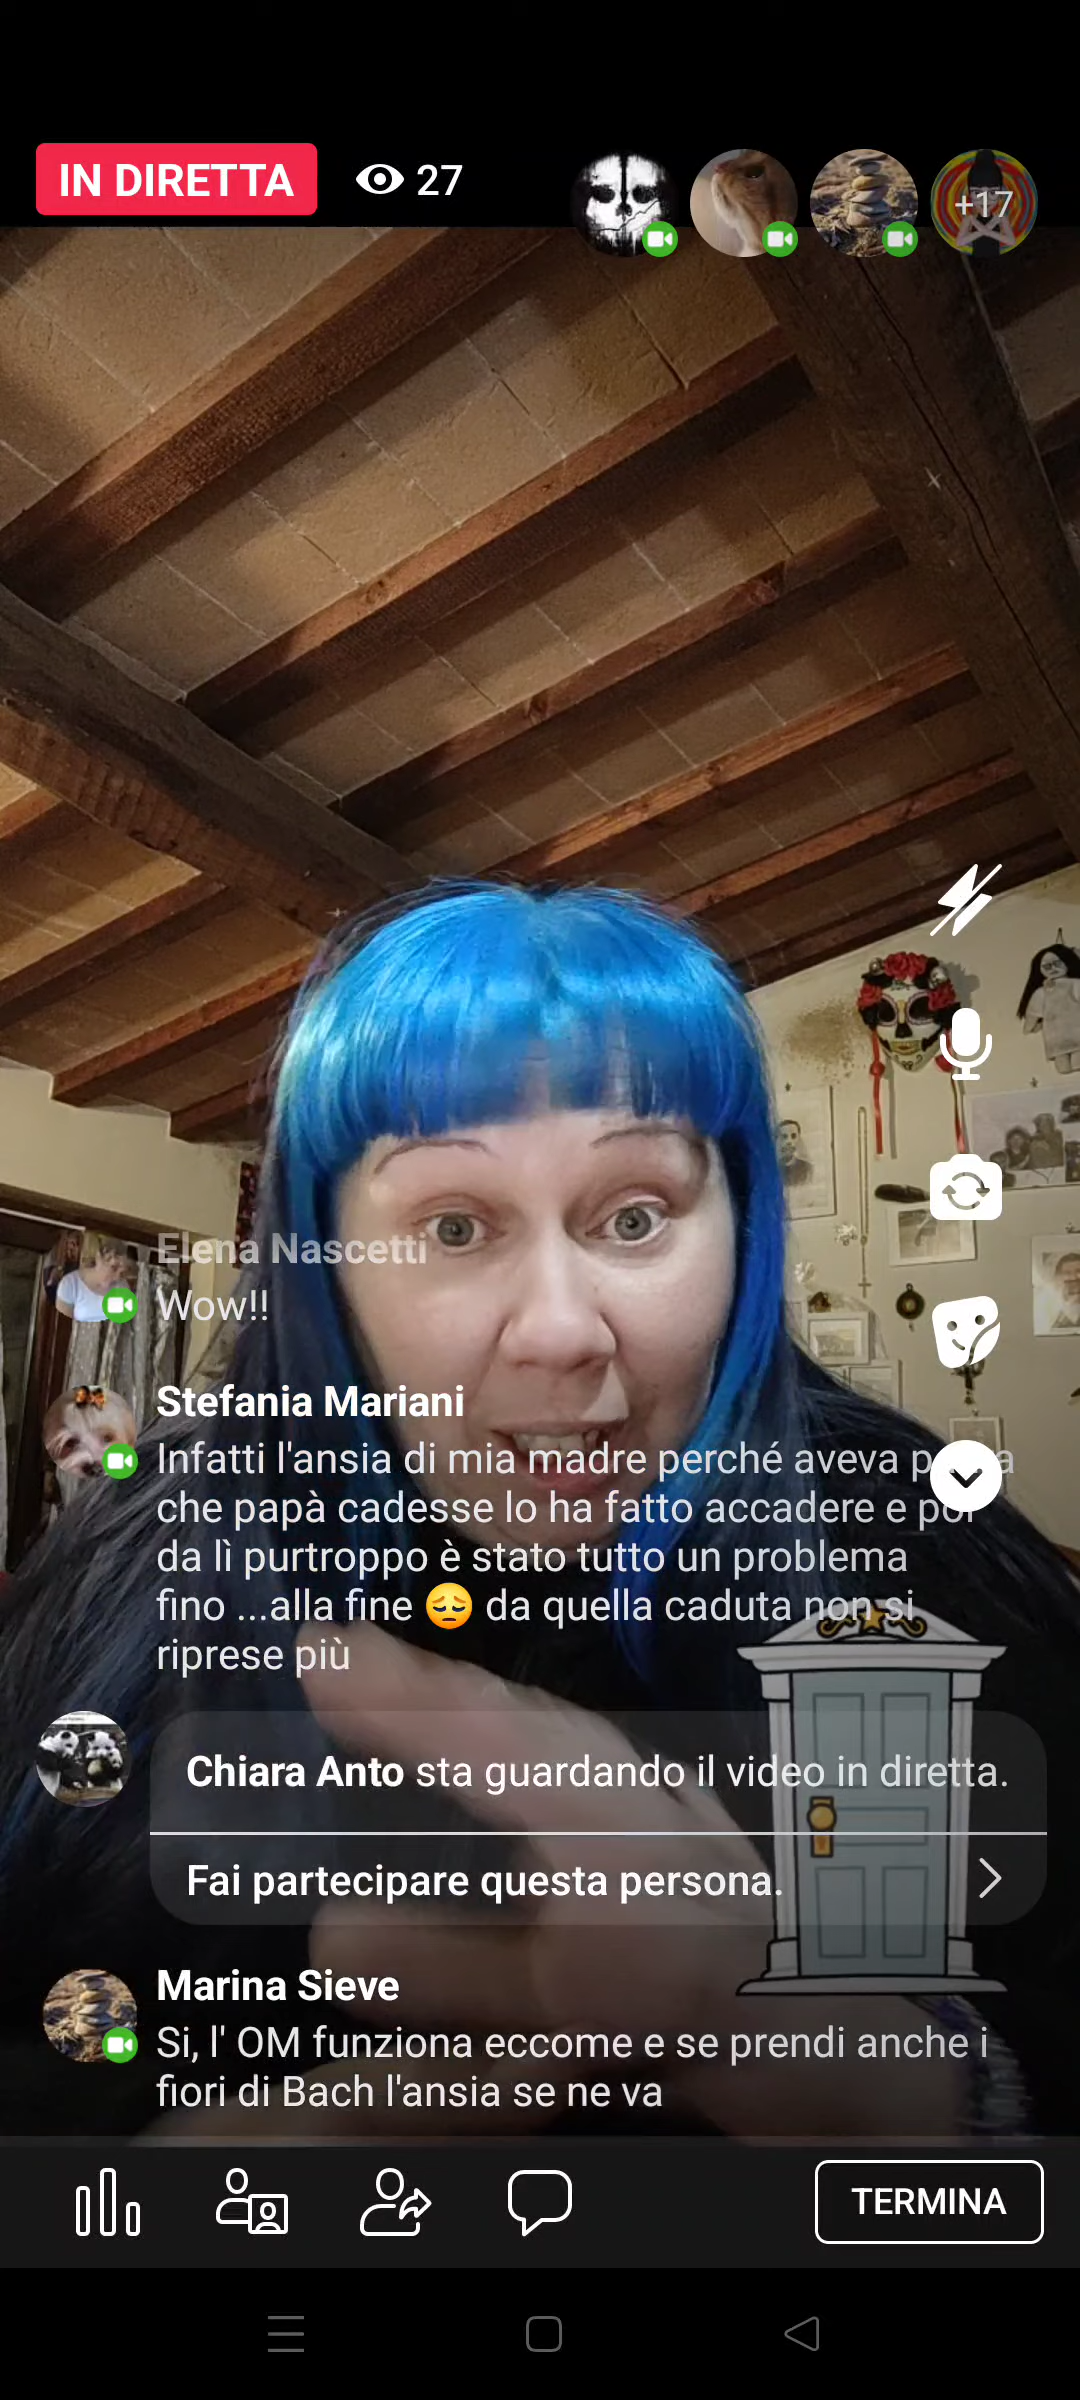 IN DIRETTA
27
+17
Elena Nascetti
Wow!!
Stefania Mariani
Infatti l'ansia di mia madre perché aveva
che papà cadesse lo ha fatto accadere e poi
da lì purtroppo è stato tutto un problema
fino ...alla fine 😔 da quella caduta non si
riprese più
Chiara Anto sta guardando il video in diretta.
Fai partecipare questa persona.
Marina Sieve
Si, l' OM funziona eccome e se prendi anche i
fiori di Bach l'ansia se ne va
TERMINA